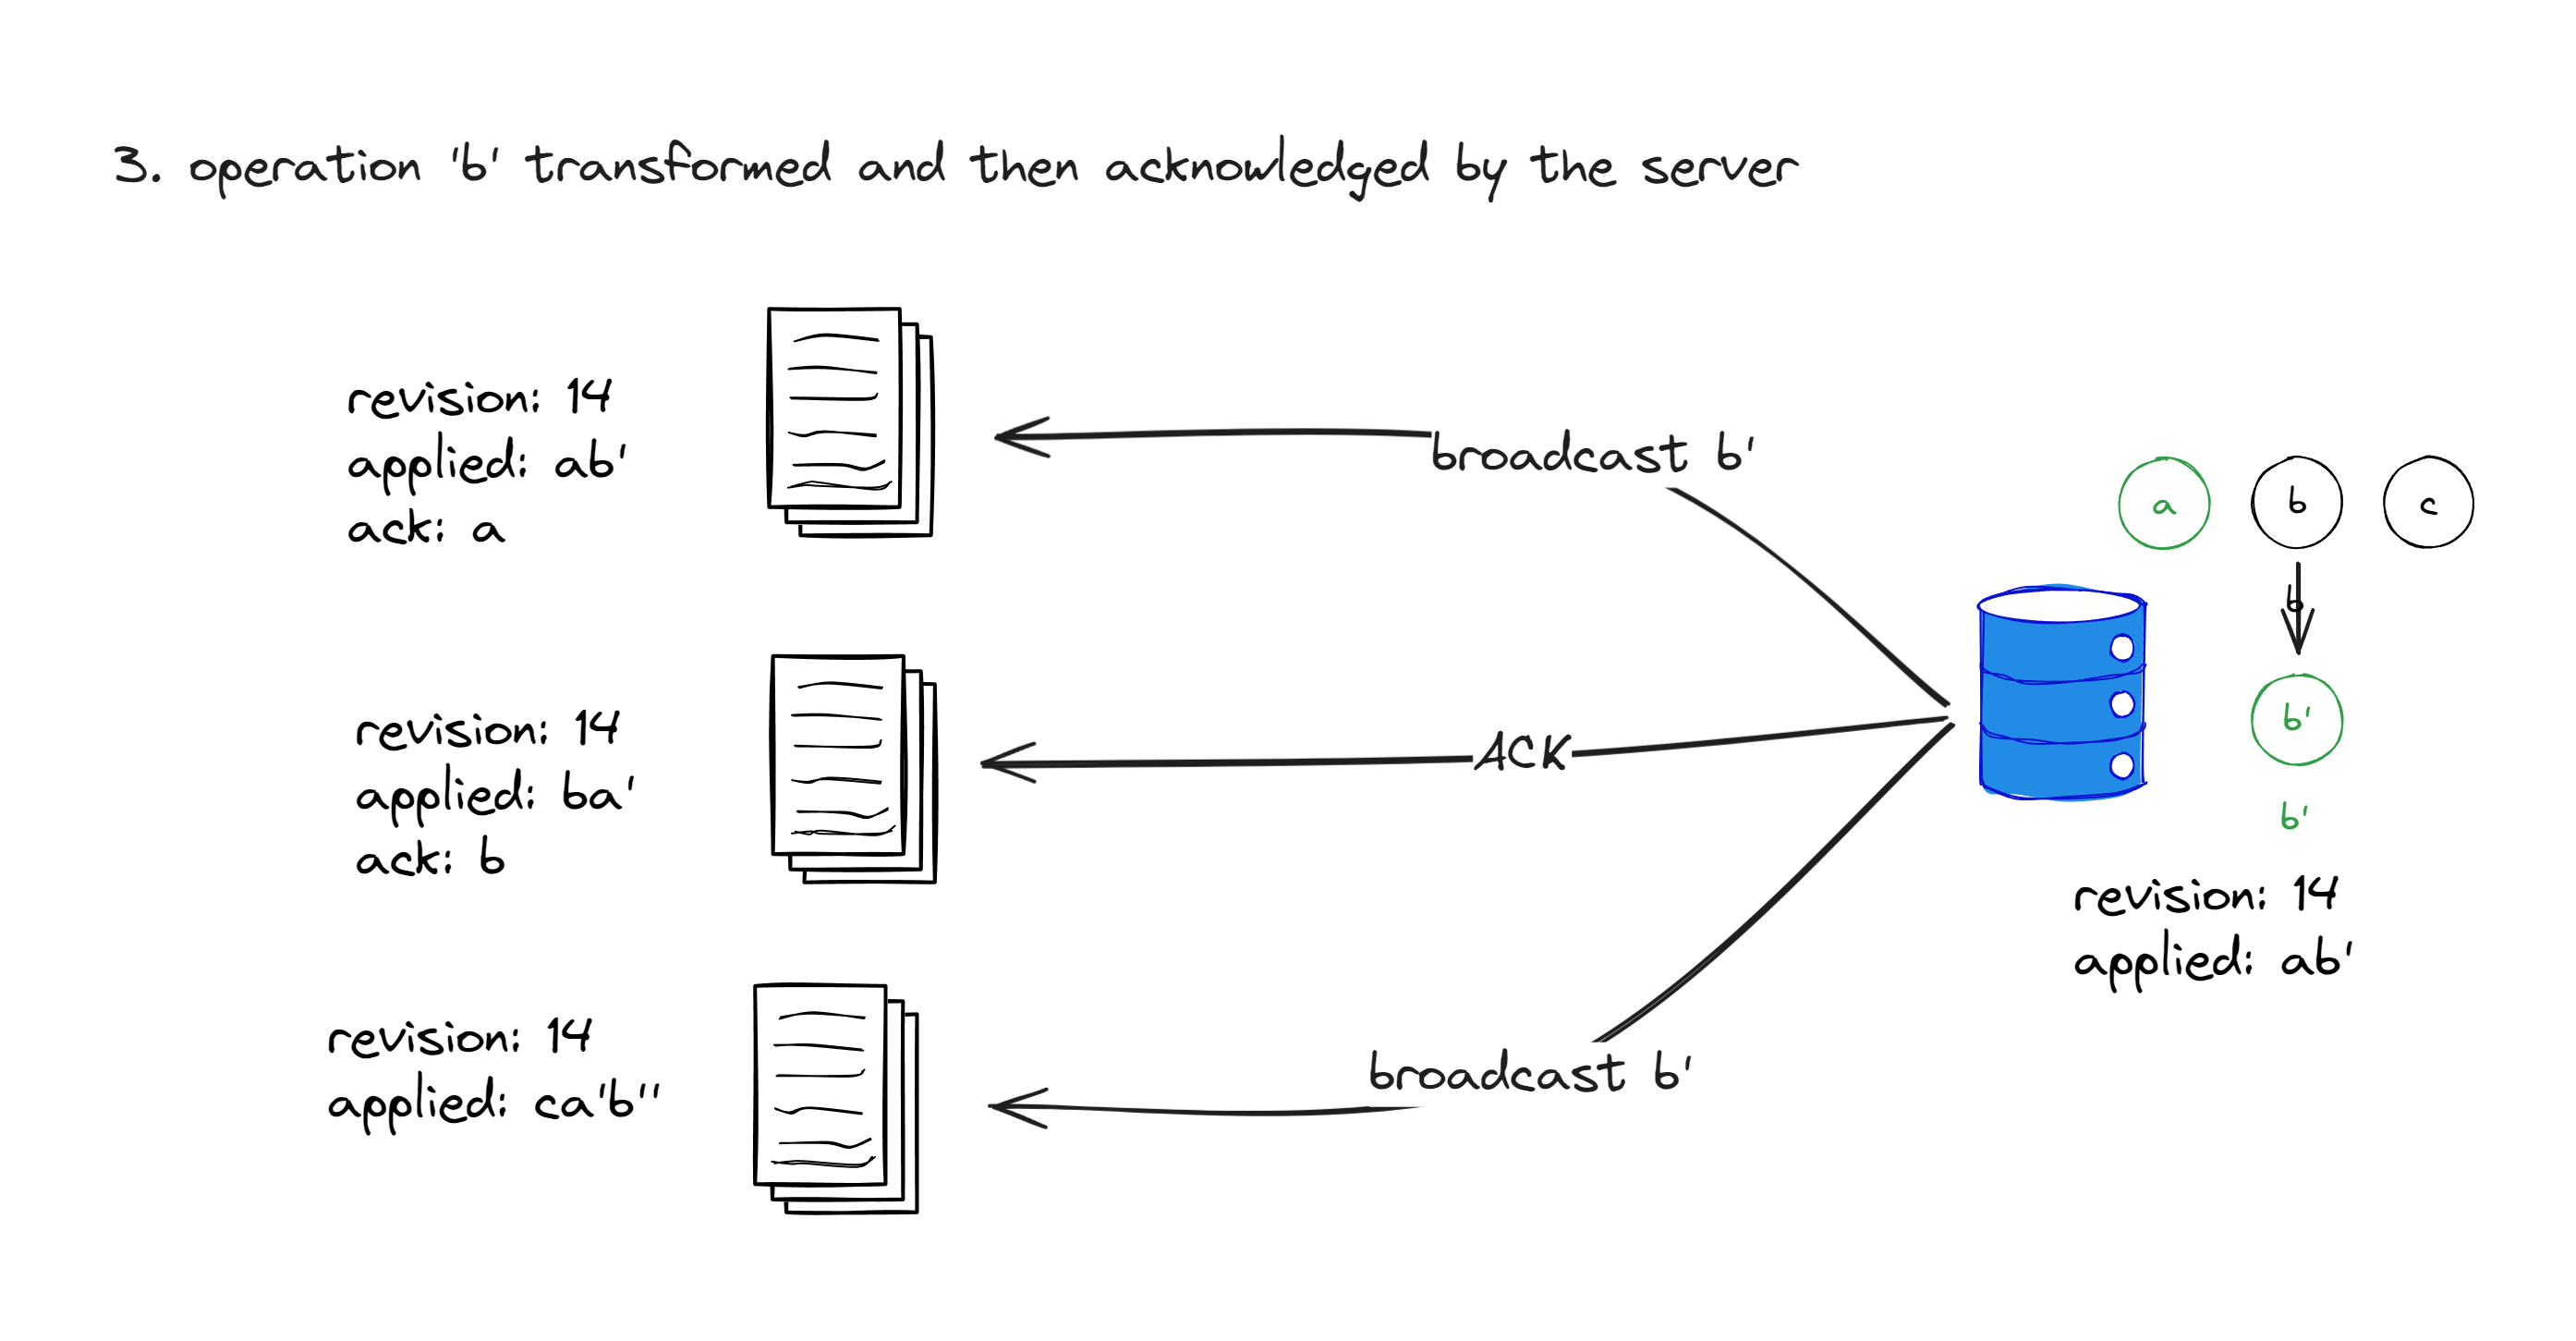 3. operation 'b' transformed and then acknowledged by the server
revision: 14
applied: ab'
ack: a
broadcast b'
a
b
c
b
b'
b'
revision: 14
applied: ba'
ack: b
ACK
revision: 14
applied: ab'
revision: 14
applied: ca'b''
broadcast b'